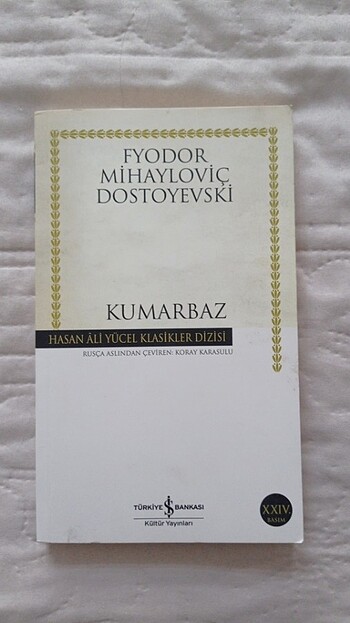 FYODOR
MİHAYLOVİÇ
DOSTOYEVSKİ
KUMARBAZ
HASAN ÂLİ YÜCEL KLASİKLER DİZİSİ
RUSÇA ASLINDAN ÇEVİREN: KORAY KARASULU
TÜRKİYE İŞ BANKASI
Kültür Yayınları
XXIV.
BASIM